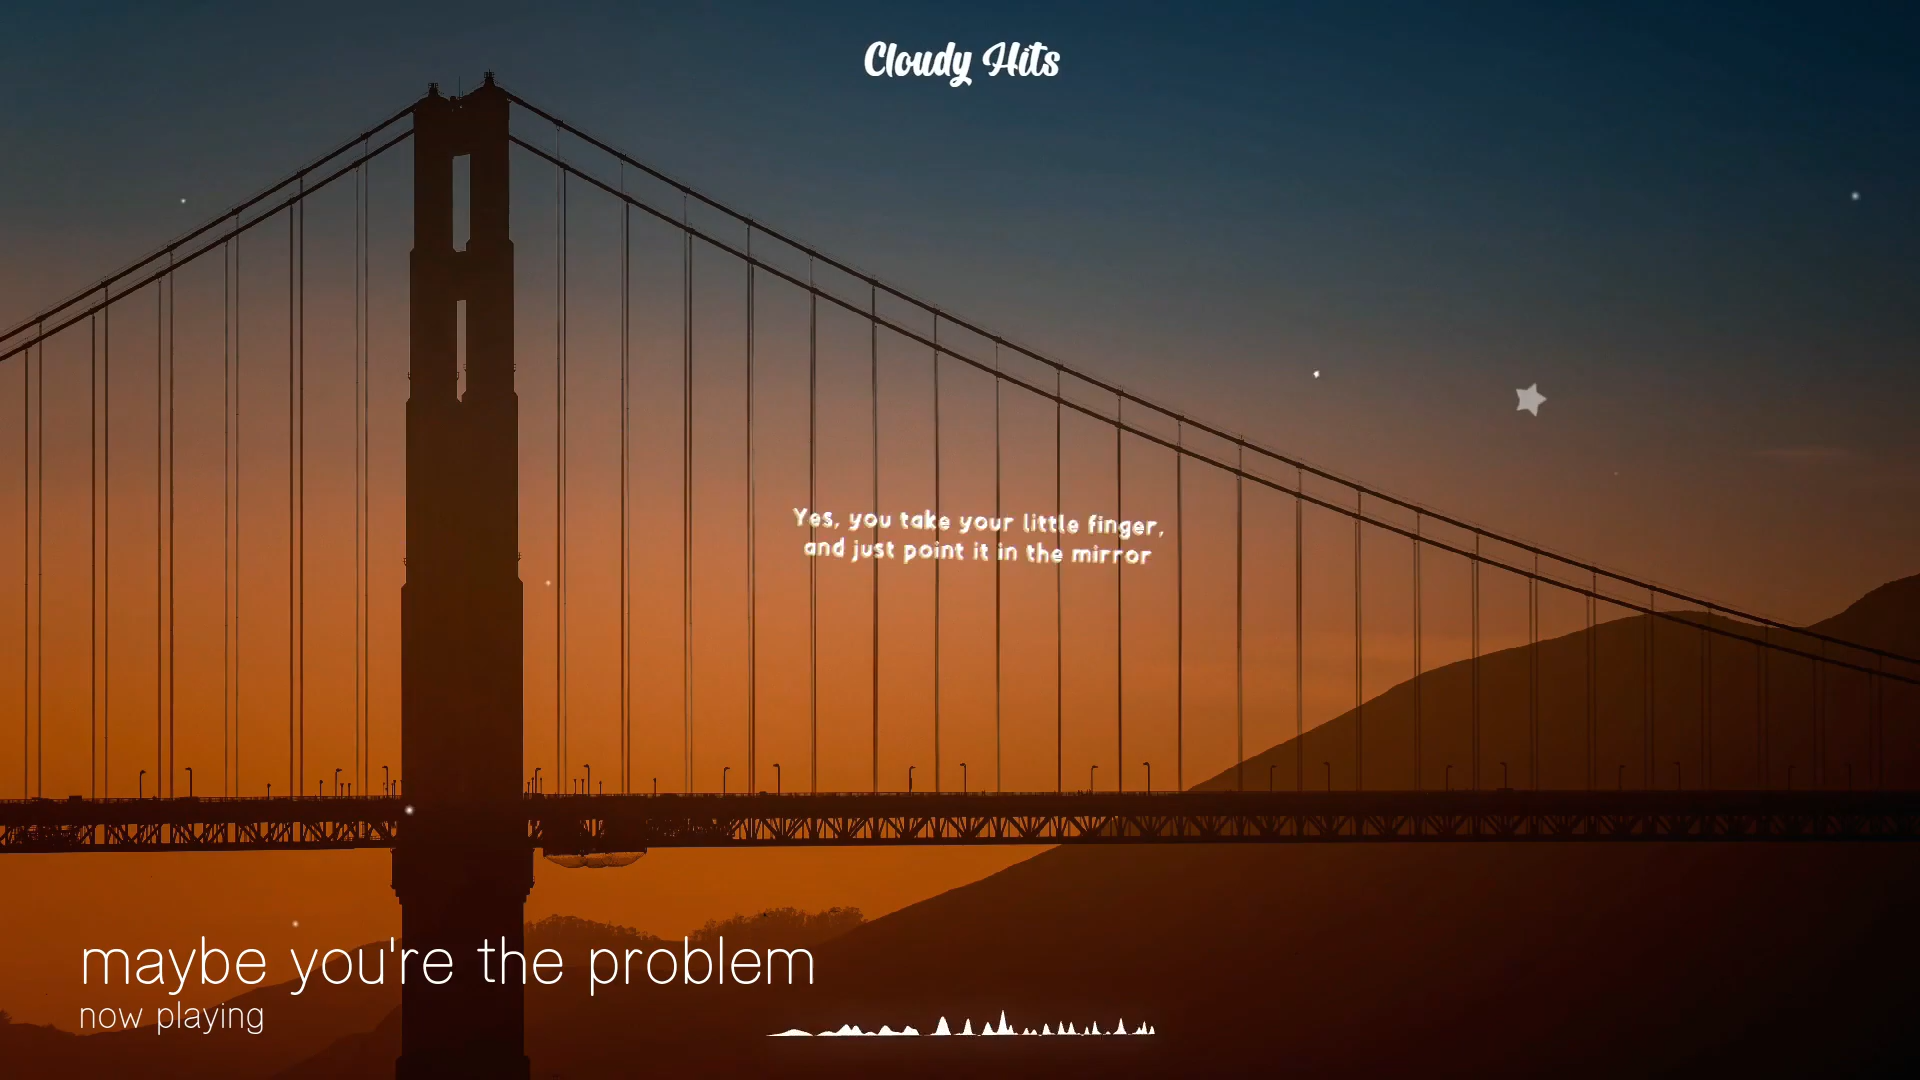 Cloudy Hits
Yes, you take your little finger,
and just point it in the mirror
maybe you're the problem
now playing